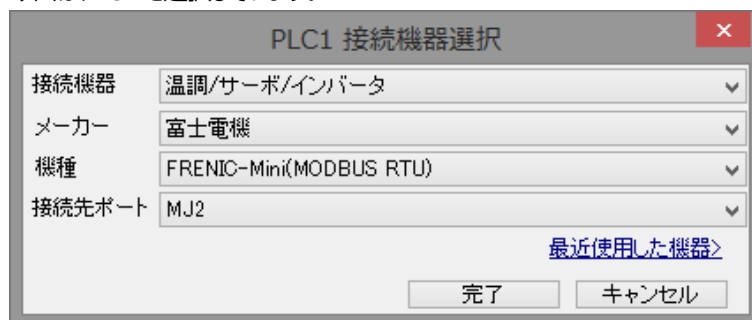 PLC1 接続機器選択
接続機器 温調/サーボ/インバータ
メーカー 富士電機
機種 FRENIC-Mini(MODBUS RTU)
接続先ポート MJ2
最近使用した機器>
完了 キャンセル